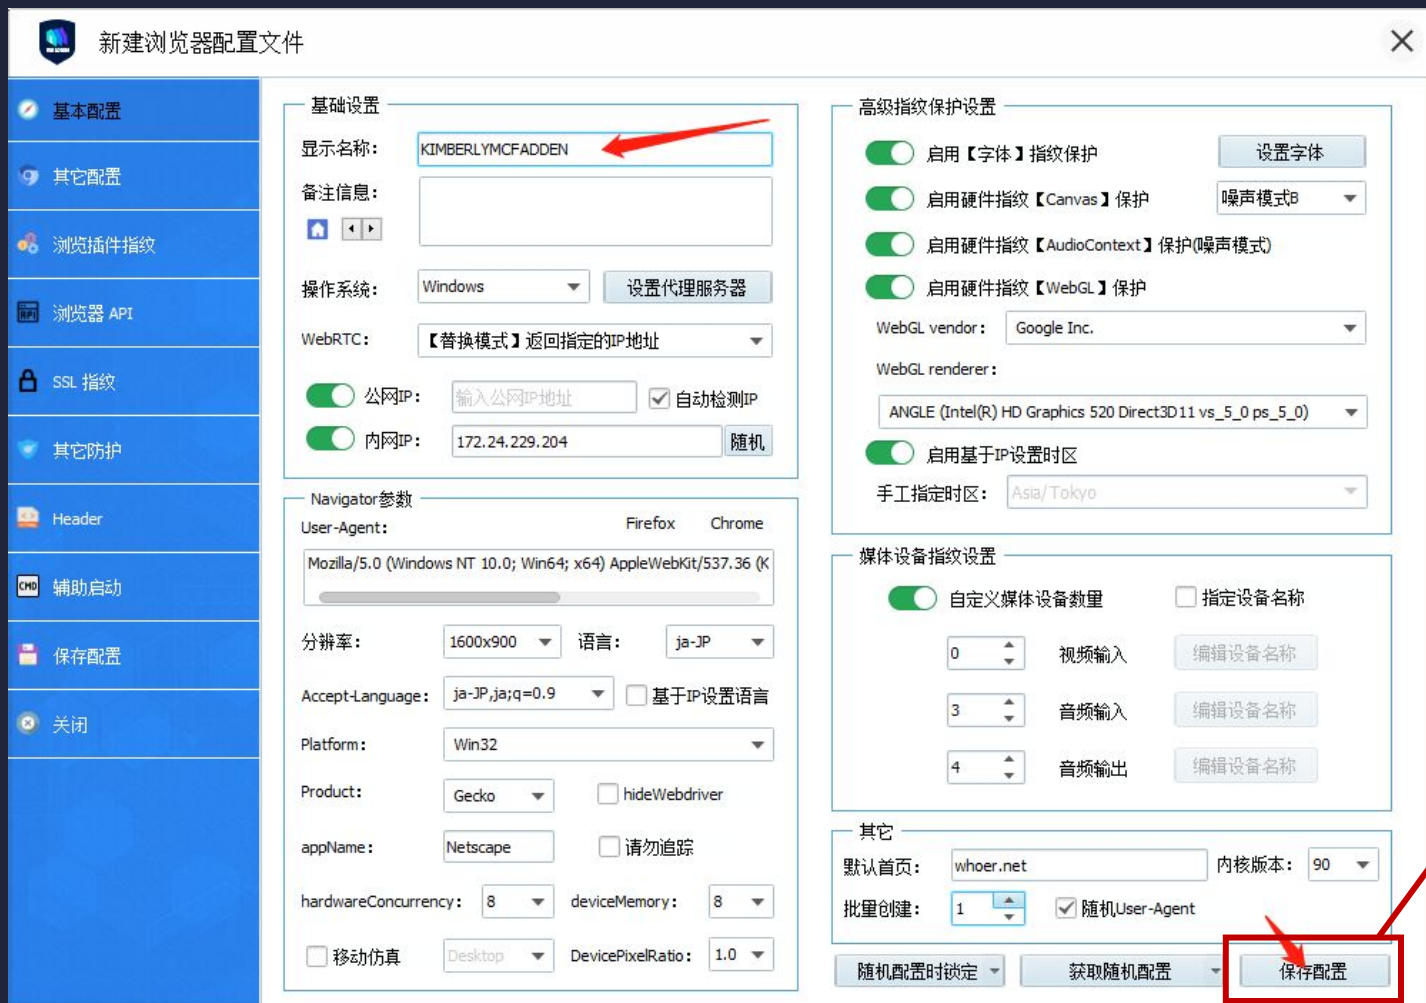 新建浏览器配置文件
基本配置
其它配置
浏览插件指纹
浏览器 API
SSL 指纹
其它防护
Header
辅助启动
保存配置
关闭
基础设置
显示名称： KIMBERLYMCFADDEN
备注信息：
操作系统： Windows 设置代理服务器
WebRTC： 【替换模式】返回指定的IP地址
公网IP： 输入公网IP地址 自动检测IP
内网IP： 172.24.229.204 随机
Navigator参数
User-Agent： Firefox Chrome
Mozilla/5.0 (Windows NT 10.0; Win64; x64) AppleWebKit/537.36 (K
分辨率： 1600x900 语言： ja-JP
Accept-Language： ja-JP,ja;q=0.9 基于IP设置语言
Platform： Win32
Product： Gecko hideWebdriver
appName： Netscape 请勿追踪
hardwareConcurrency： 8 deviceMemory： 8
移动仿真 Desktop DevicePixelRatio： 1.0
高级指纹保护设置
启用【字体】指纹保护 设置字体
启用硬件指纹【Canvas】保护 噪声模式B
启用硬件指纹【AudioContext】保护(噪声模式)
启用硬件指纹【WebGL】保护
WebGL vendor： Google Inc.
WebGL renderer：
ANGLE (Intel(R) HD Graphics 520 Direct3D11 vs_5_0 ps_5_0)
启用基于IP设置时区
手工指定时区： Asia/Tokyo
媒体设备指纹设置
自定义媒体设备数量 指定设备名称
0 视频输入 编辑设备名称
3 音频输入 编辑设备名称
4 音频输出 编辑设备名称
其它
默认首页： whoer.net 内核版本： 90
批量创建： 1 随机User-Agent
随机配置时锁定 获取随机配置 保存配置